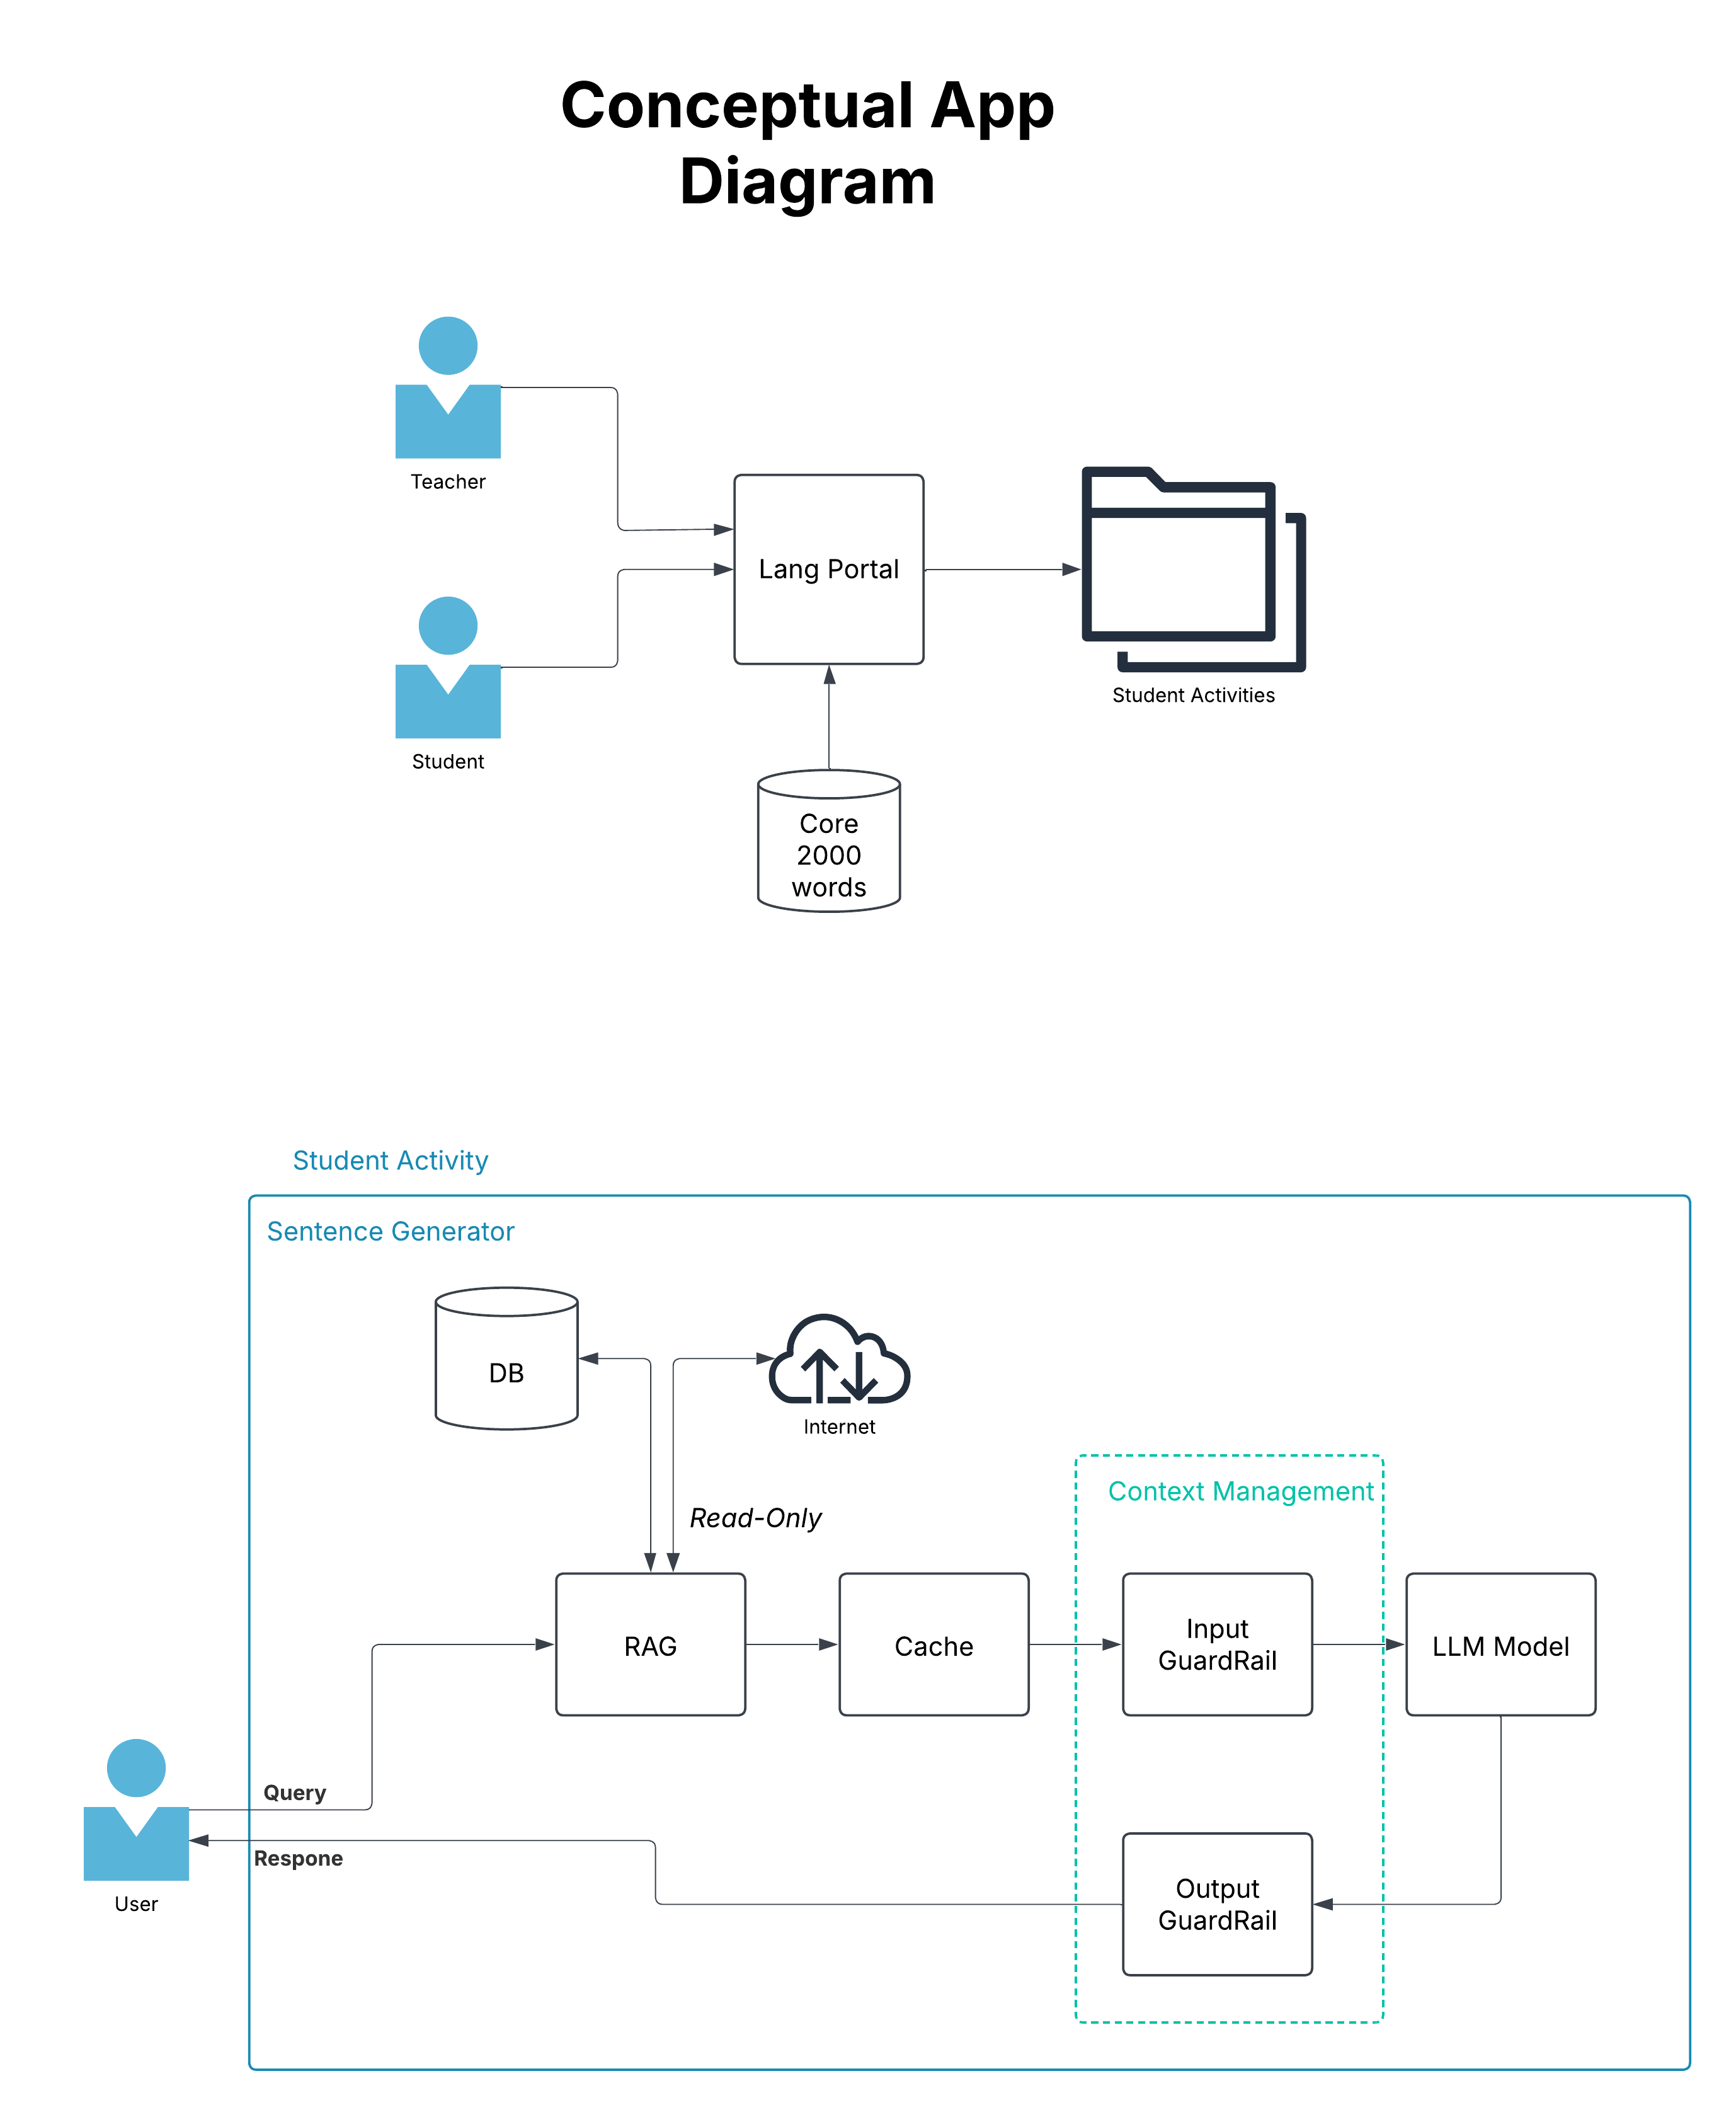 Conceptual App
Diagram
Teacher
Lang Portal
Student Activities
Student
Core
2000
words
Student Activity
Sentence Generator
DB
Internet
Context Management
Read-Only
RAG
Cache
Input
GuardRail
LLM Model
Query
Respone
User
Output
GuardRail